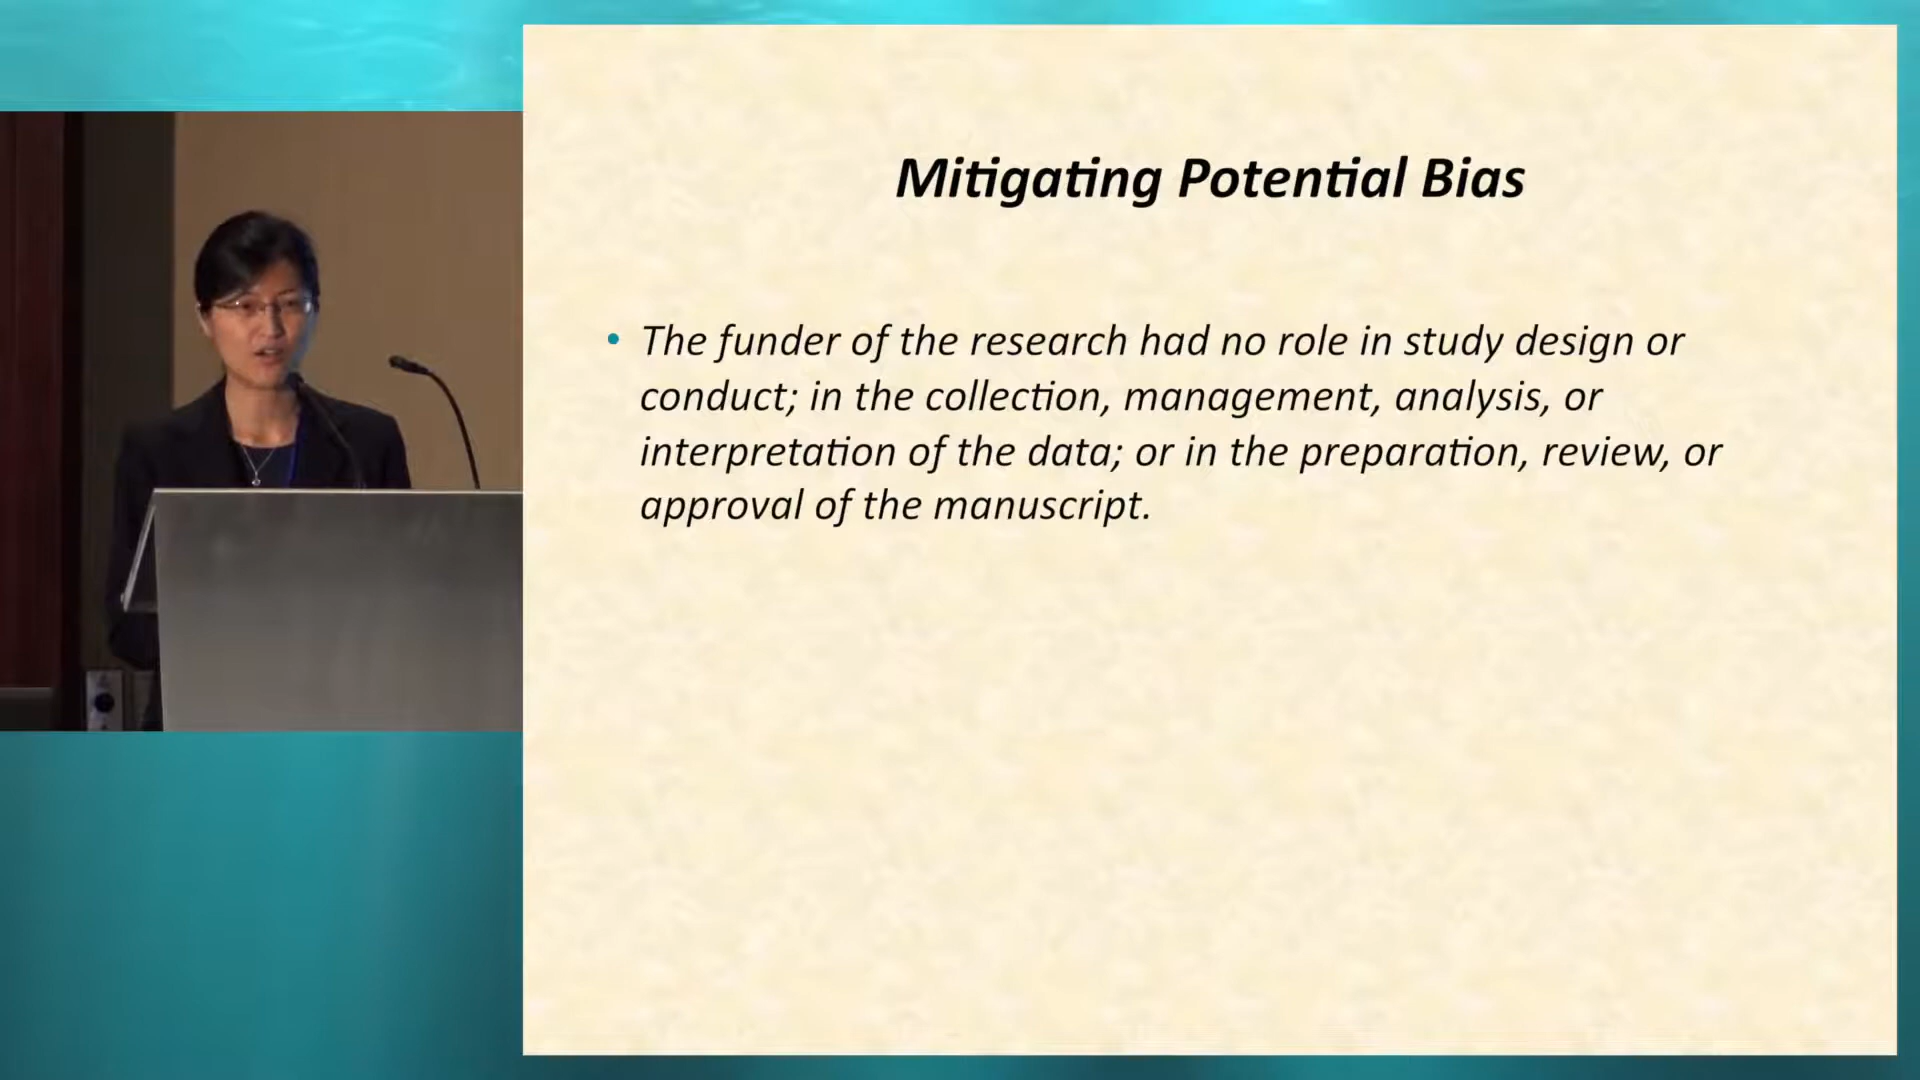 Mitigating Potential Bias
• The funder of the research had no role in study design or
conduct; in the collection, management, analysis, or
interpretation of the data; or in the preparation, review, or
approval of the manuscript.